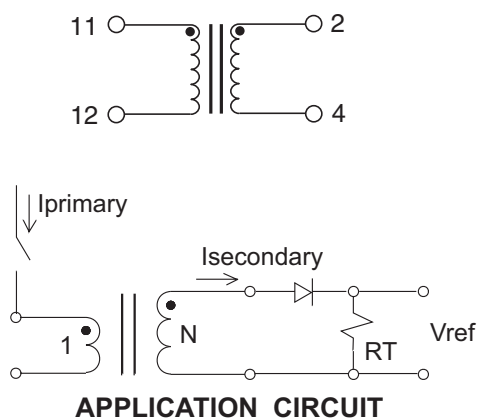 11
2
12
4
Iprimary
Isecondary
1
N
RT
Vref
APPLICATION CIRCUIT